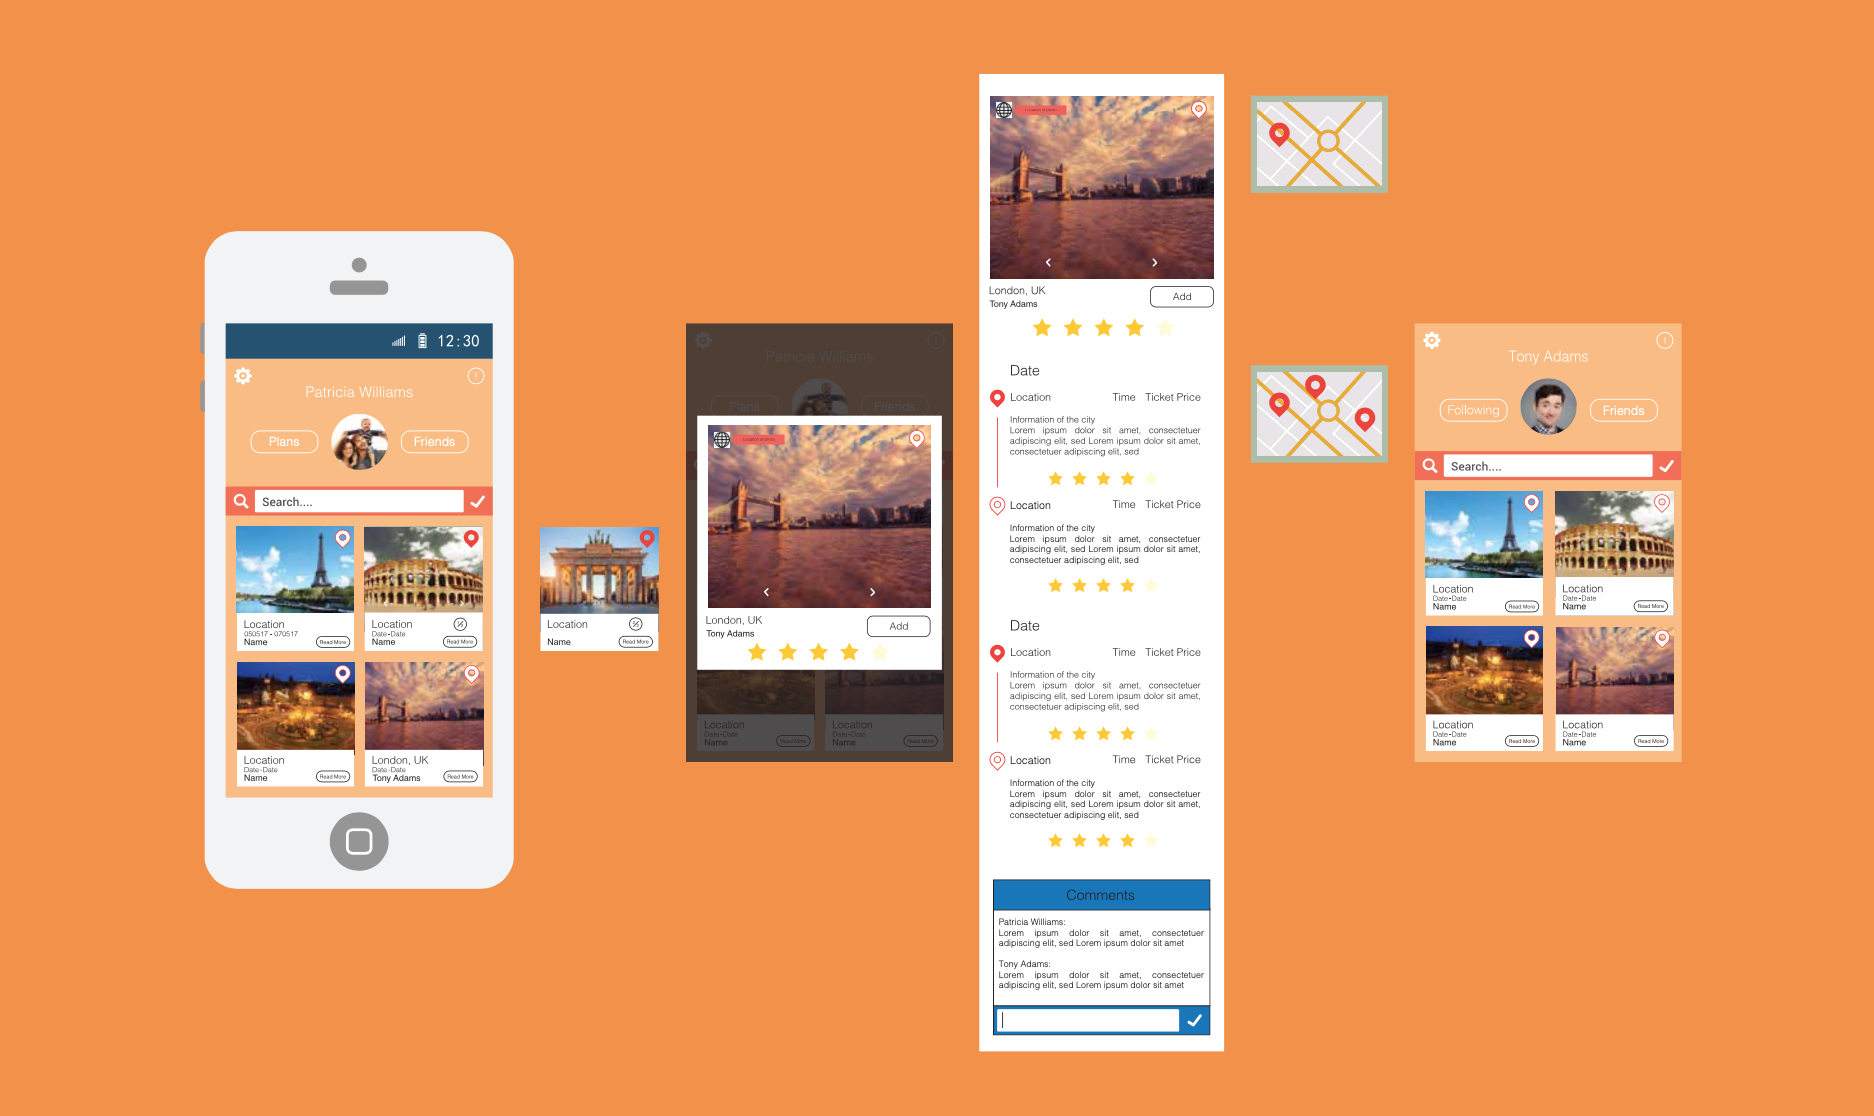 12:30
Patricia Williams
Plans
Friends
Search....
Location
050517 - 070517
Name
Read More
Location
Date-Date
Name
Read More
Location
Date-Date
Name
Read More
London, UK
Date-Date
Tony Adams
Read More
Location
Name
Read More
Patricia Williams
Plans
Friends
London, UK
Tony Adams
Add
Location
Date-Date
Name
Read More
Location
Date-Date
Name
Read More
London, UK
Tony Adams
Add
Date
Location Time Ticket Price
Information of the city
Lorem ipsum dolor sit amet, consectetuer
adipiscing elit, sed Lorem ipsum dolor sit amet,
consectetuer adipiscing elit, sed
Location Time Ticket Price
Information of the city
Lorem ipsum dolor sit amet, consectetuer
adipiscing elit, sed Lorem ipsum dolor sit amet,
consectetuer adipiscing elit, sed
Date
Location Time Ticket Price
Information of the city
Lorem ipsum dolor sit amet, consectetuer
adipiscing elit, sed Lorem ipsum dolor sit amet,
consectetuer adipiscing elit, sed
Location Time Ticket Price
Information of the city
Lorem ipsum dolor sit amet, consectetuer
adipiscing elit, sed Lorem ipsum dolor sit amet,
consectetuer adipiscing elit, sed
Comments
Patricia Williams:
Lorem ipsum dolor sit amet, consectetuer
adipiscing elit, sed Lorem ipsum dolor sit amet
Tony Adams:
Lorem ipsum dolor sit amet, consectetuer
adipiscing elit, sed Lorem ipsum dolor sit amet
Tony Adams
Following
Friends
Search....
Location
Date-Date
Name
Read More
Location
Date-Date
Name
Read More
Location
Date-Date
Name
Read More
Location
Date-Date
Name
Read More